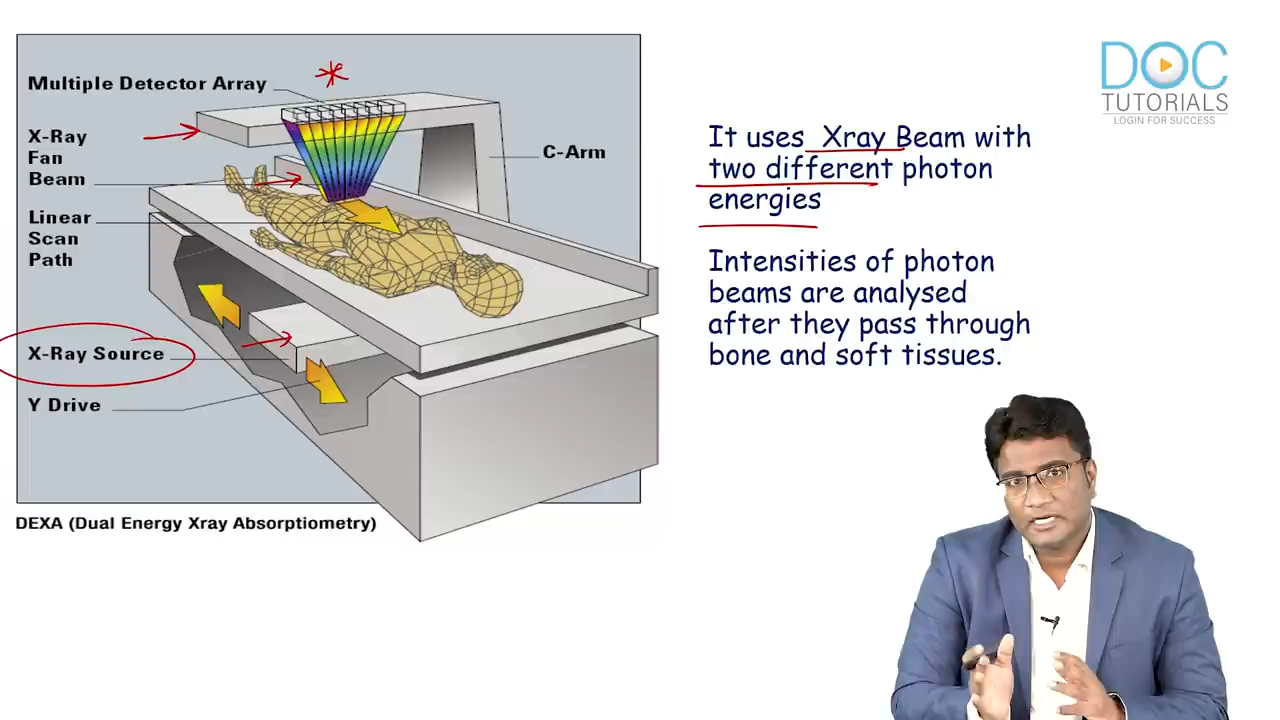 Multiple Detector Array
X-Ray
Fan
Beam
Linear
Scan
Path
X-Ray Source
Y Drive
C-Arm
DEXA (Dual Energy Xray Absorptiometry)
DOC
TUTORIALS
LOGIN FOR SUCCESS
It uses Xray Beam with
two different photon
energies
Intensities of photon
beams are analysed
after they pass through
bone and soft tissues.